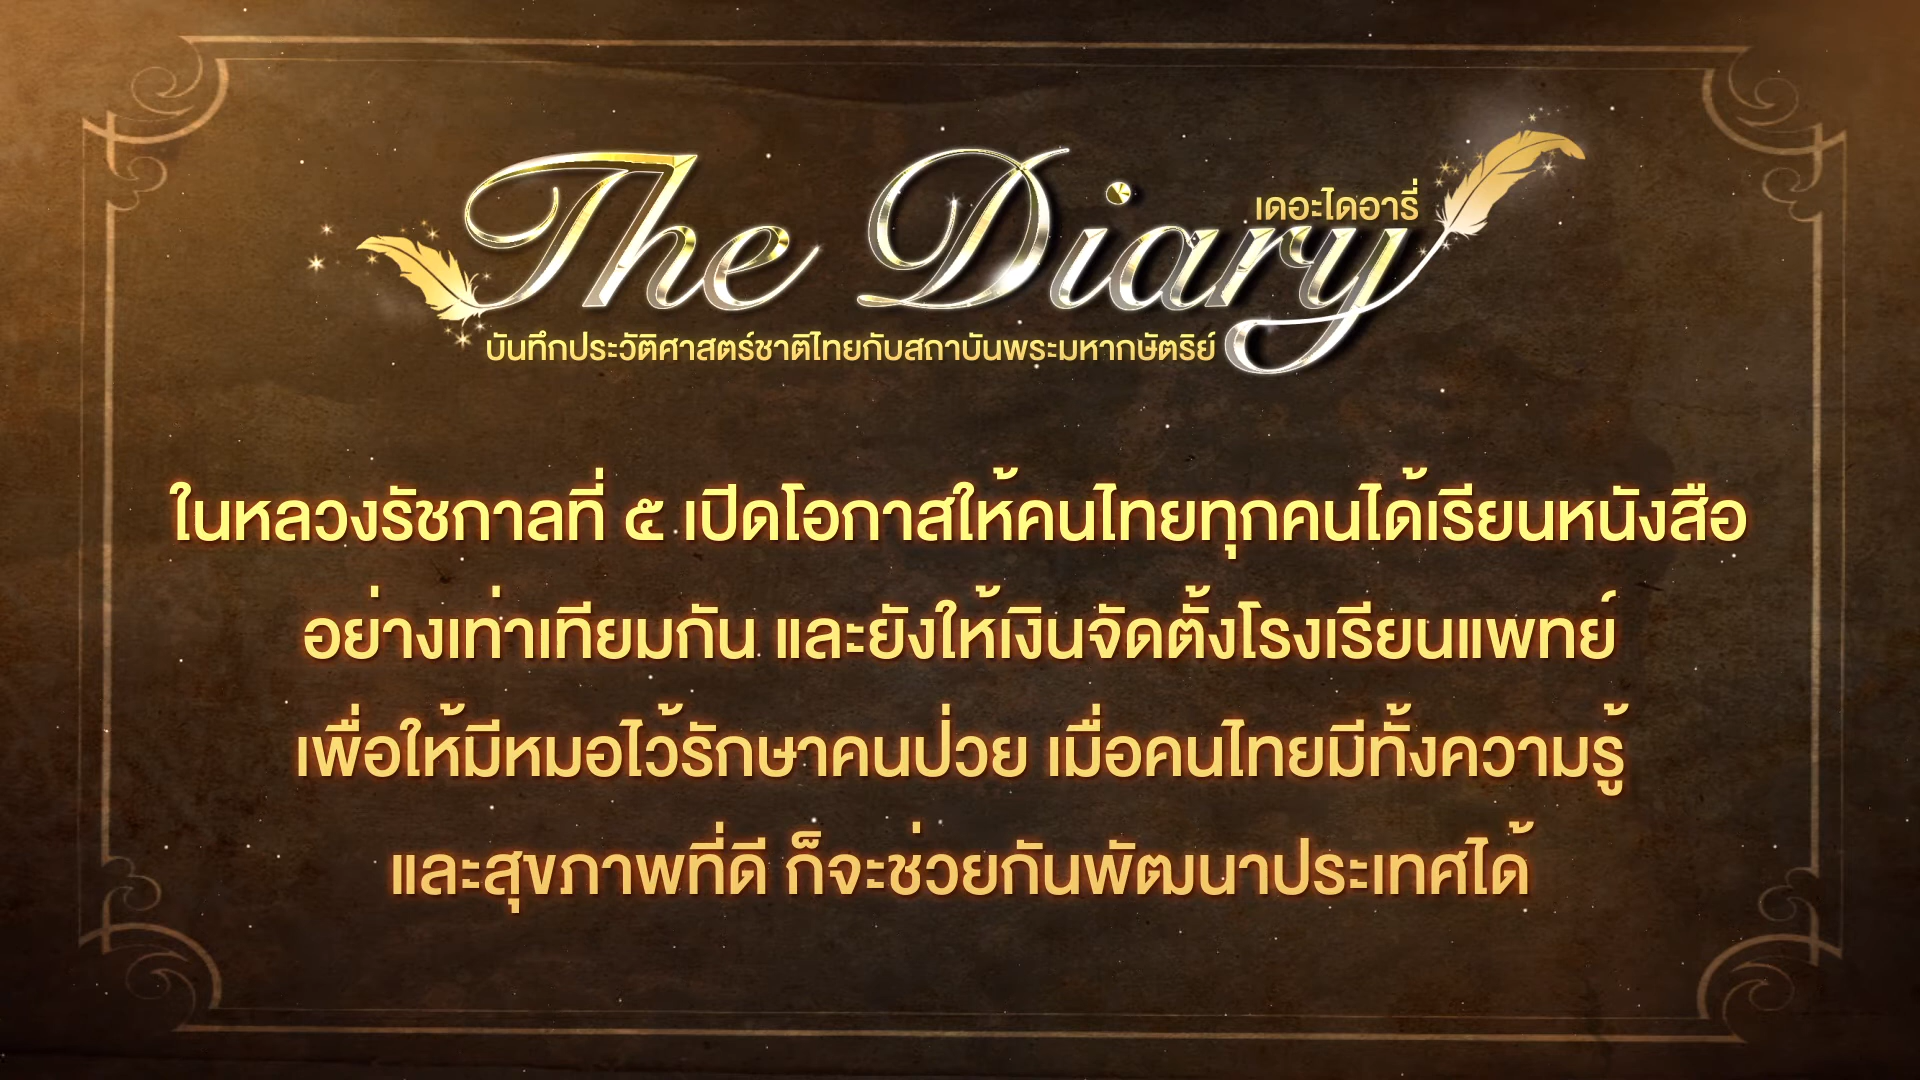 The Diary
เดอะไดอารี่
บันทึกประวัติศาสตร์ชาติไทยกับสถาบันพระมหากษัตริย์
ในหลวงรัชกาลที่ ๕ เปิดโอกาสให้คนไทยทุกคนได้เรียนหนังสือ
อย่างเท่าเทียมกัน และยังให้เงินจัดตั้งโรงเรียนแพทย์
เพื่อให้มีหมอไว้รักษาคนป่วย เมื่อคนไทยมีทั้งความรู้
และสุขภาพที่ดี ก็จะช่วยกันพัฒนาประเทศได้